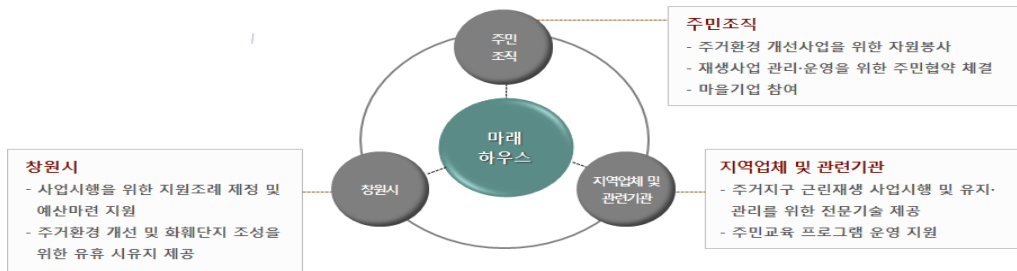 주민조직
- 주거환경 개선사업을 위한 자원봉사
- 재생사업 관리·운영을 위한 주민협약 체결
- 마을기업 참여
주민
조직
마래
하우스
창원시
지역업체 및
관련기관
창원시
- 사업시행을 위한 지원조례 제정 및
예산마련 지원
- 주거환경 개선 및 화훼단지 조성을
위한 유휴 시유지 제공
지역업체 및 관련기관
- 주거지구 근린재생 사업시행 및 유지·
관리를 위한 전문기술 제공
- 주민교육 프로그램 운영 지원